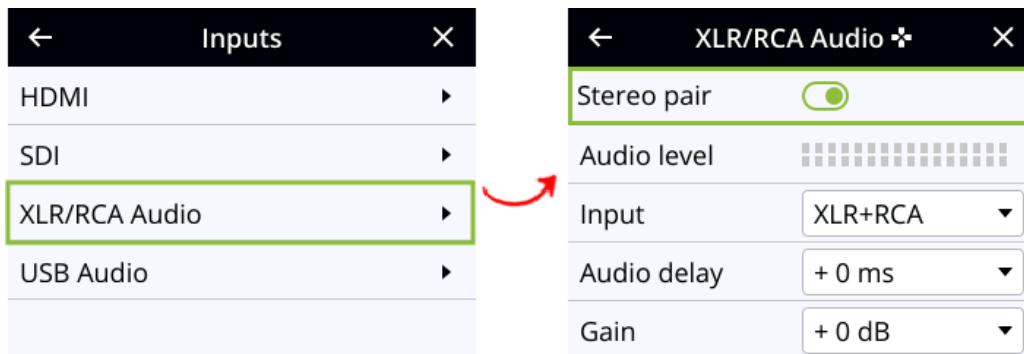 Inputs
HDMI
SDI
XLR/RCA Audio
USB Audio
XLR/RCA Audio
Stereo pair
Audio level
Input XLR+RCA
Audio delay + 0 ms
Gain + 0 dB